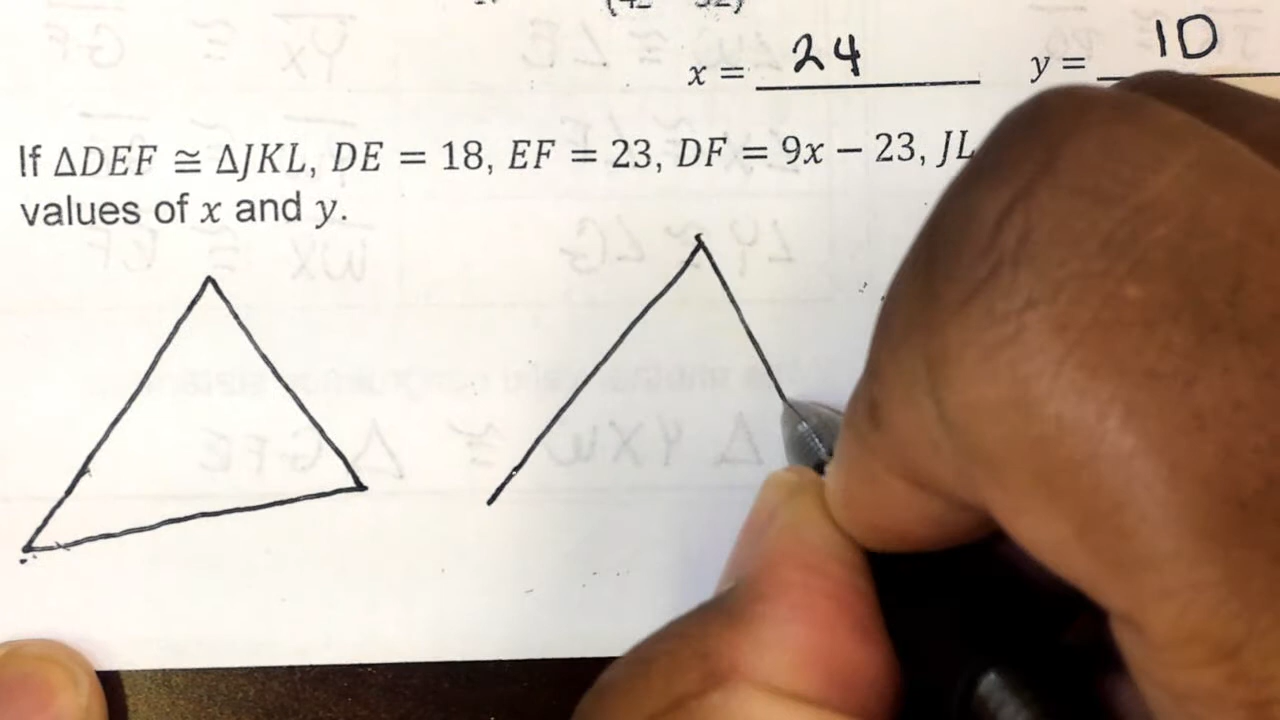 x = 24 y = 10
If ΔDEF ≅ ΔJKL, DE = 18, EF = 23, DF = 9x − 23, JL
values of x and y.